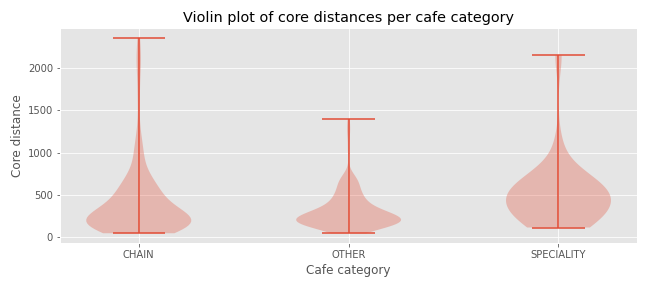 Violin plot of core distances per cafe category
Core distance
2000
1500
1000
500
0
CHAIN
OTHER
SPECIALITY
Cafe category